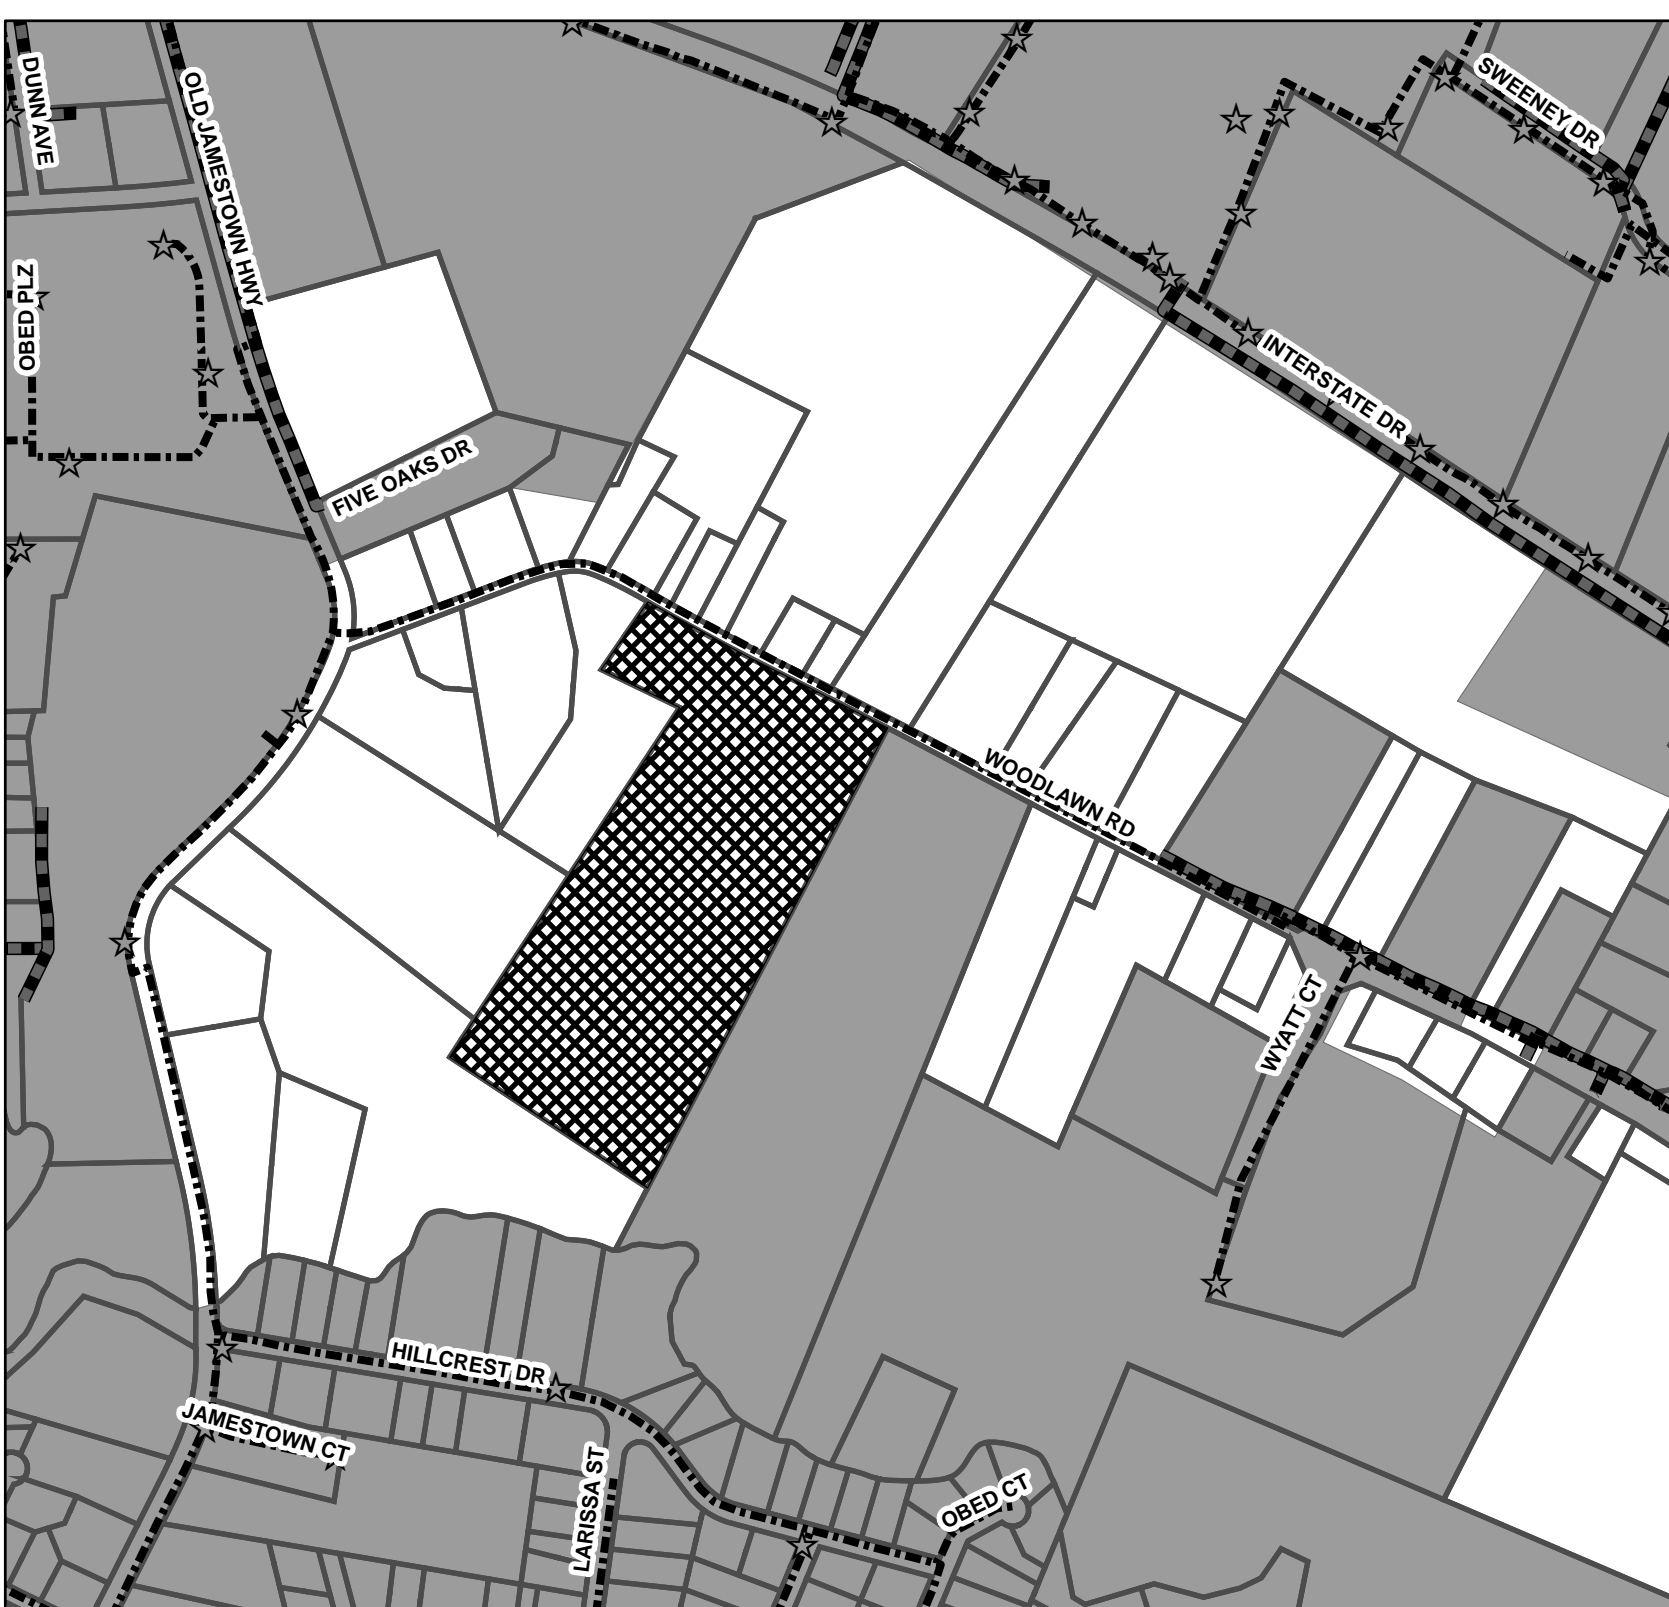 DUNN AVE
OLD JAMESTOWN HWY
SWEENEY DR
OBED PLZ
INTERSTATE DR
FIVE OAKS DR
WOODLAWN RD
WYATT CT
HILLCREST DR
JAMESTOWN CT
LARISSA ST
OBED CT